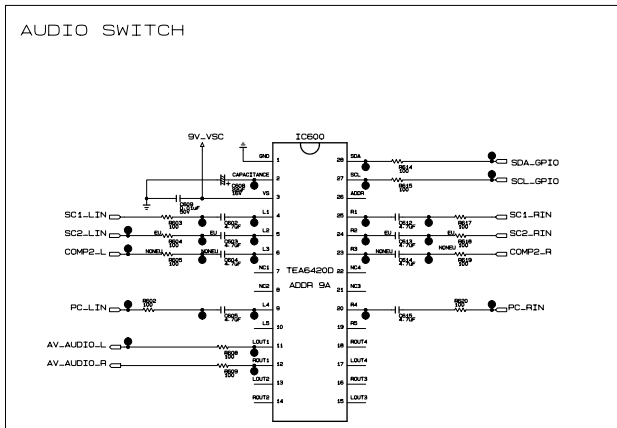 AUDIO SWITCH
9V_VSC
IC600
GND 1
28 SDA
R614 100
SDA_GPIO
CAPACITANCE 2
16V
27 SCL
R615 100
SCL_GPIO
VS 3
26 ADDR
C609 0.01uF 50V
SC1_LIN
R603 100
C602 4.7uF
L1 4
25 R1
C612 4.7uF
R617 100
SC1_RIN
SC2_LIN
EU
R604 100
EU
C603 4.7uF
L2 5
24 R2
EU
C613 4.7uF
EU
R618 100
SC2_RIN
COMP2_L
NONEU
R605 100
NONEU
C604 4.7uF
L3 6
23 R3
NONEU
C614 4.7uF
NONEU
R619 100
COMP2_R
NC1 7
TEA6420D
22 NC4
NC2 8
ADDR 9A
21 NC3
PC_LIN
R602 100
C605 4.7uF
L4 9
20 R4
C615 4.7uF
R620 100
PC_RIN
L5 10
19 R5
AV_AUDIO_L
R608 100
LOUT1 11
18 ROUT4
AV_AUDIO_R
R609 100
ROUT1 12
17 LOUT4
LOUT2 13
16 ROUT3
ROUT2 14
15 LOUT3